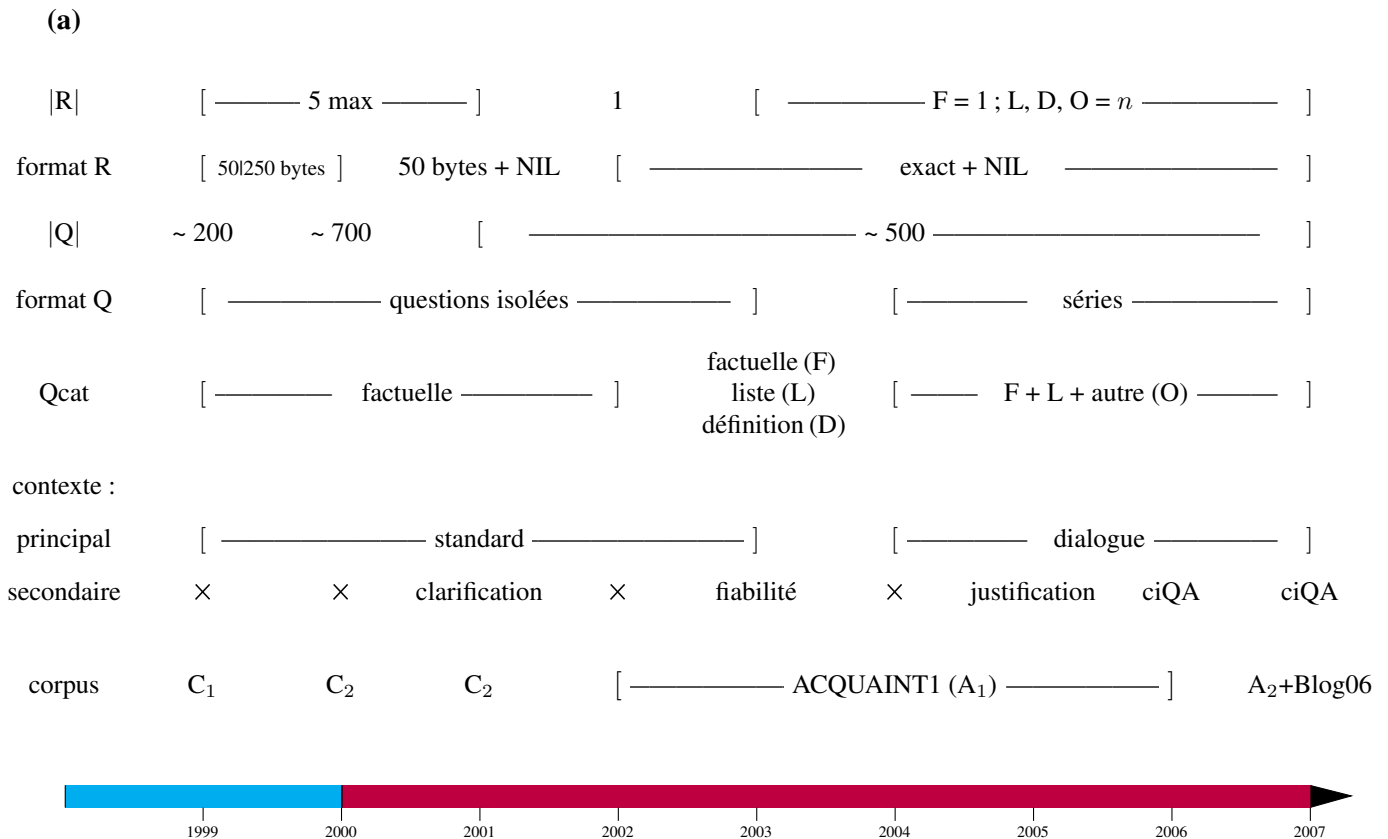 (a)
|R| [ 5 max ] 1 [ F = 1 ; L, D, O = n ]
format R [ 50|250 bytes ] 50 bytes + NIL [ exact + NIL ]
|Q| ~ 200 ~ 700 [ ~ 500 ]
format Q [ questions isolées ] [ séries ]
factuelle (F)
Qcat [ factuelle ] liste (L) [ F + L + autre (O) ]
définition (D)
contexte :
principal [ standard ] [ dialogue ]
secondaire × × clarification × fiabilité × justification ciQA ciQA
corpus C₁ C₂ C₂ [ ACQUAINT1 (A₁) ] A₂+Blog06
1999 2000 2001 2002 2003 2004 2005 2006 2007